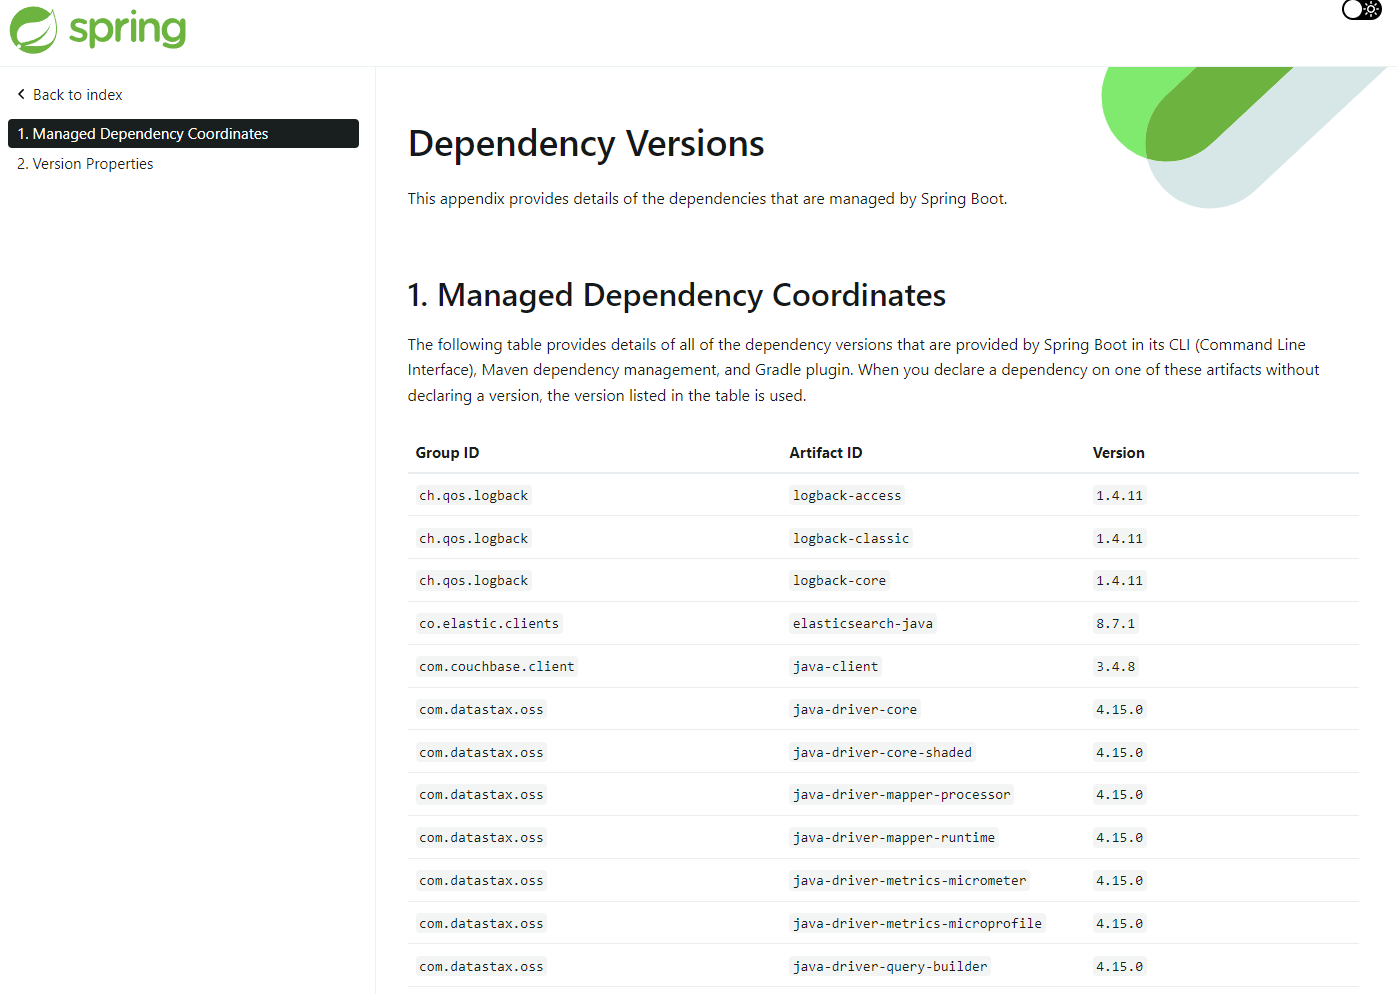 spring
Back to index
1. Managed Dependency Coordinates
2. Version Properties
Dependency Versions
This appendix provides details of the dependencies that are managed by Spring Boot.
1. Managed Dependency Coordinates
The following table provides details of all of the dependency versions that are provided by Spring Boot in its CLI (Command Line
Interface), Maven dependency management, and Gradle plugin. When you declare a dependency on one of these artifacts without
declaring a version, the version listed in the table is used.
Group ID Artifact ID Version
ch.qos.logback logback-access 1.4.11
ch.qos.logback logback-classic 1.4.11
ch.qos.logback logback-core 1.4.11
co.elastic.clients elasticsearch-java 8.7.1
com.couchbase.client java-client 3.4.8
com.datastax.oss java-driver-core 4.15.0
com.datastax.oss java-driver-core-shaded 4.15.0
com.datastax.oss java-driver-mapper-processor 4.15.0
com.datastax.oss java-driver-mapper-runtime 4.15.0
com.datastax.oss java-driver-metrics-micrometer 4.15.0
com.datastax.oss java-driver-metrics-microprofile 4.15.0
com.datastax.oss java-driver-query-builder 4.15.0